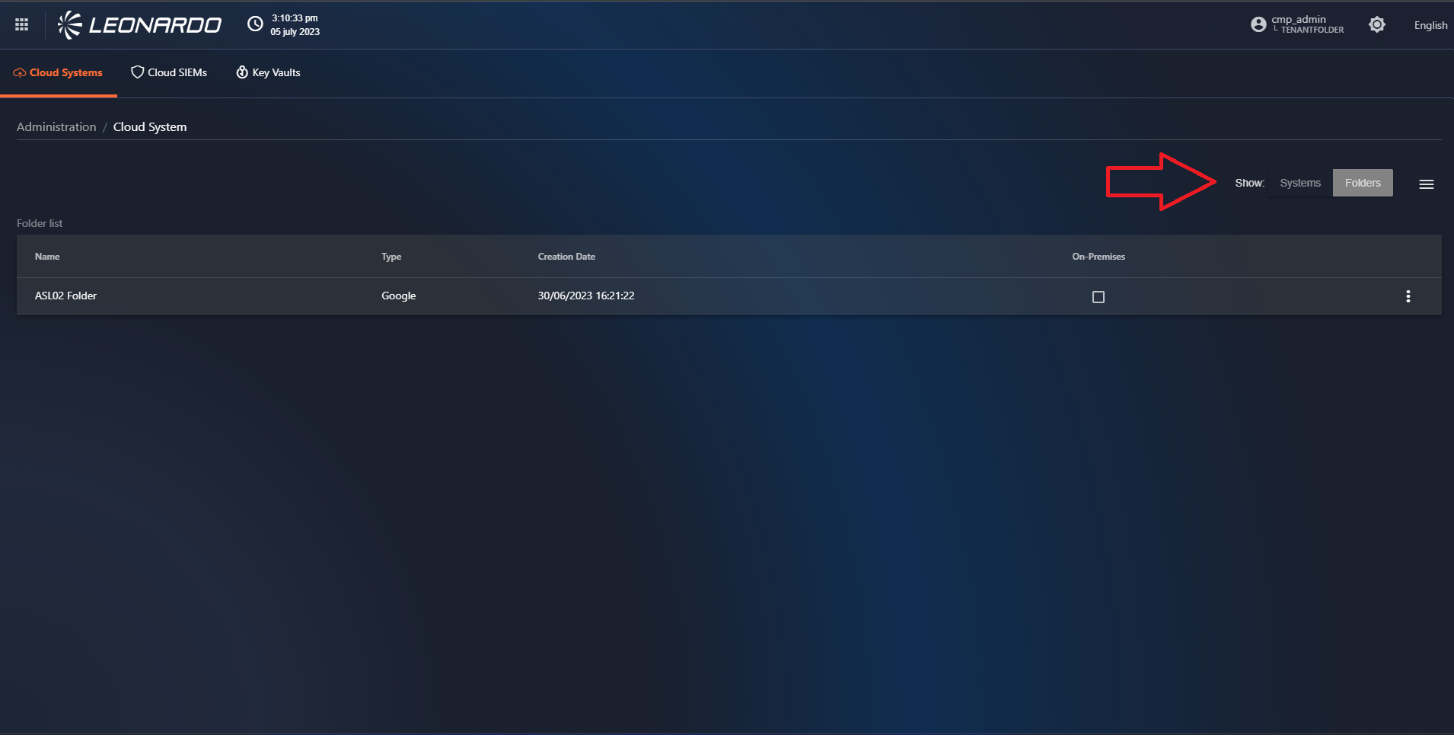 LEONARDO
3:10:33 pm
05 july 2023
cmp_admin
TENANTFOLDER
English
Cloud Systems
Cloud SIEMs
Key Vaults
Administration / Cloud System
Show: Systems Folders
Folder list
Name Type Creation Date On-Premises
ASL02 Folder Google 30/06/2023 16:21:22